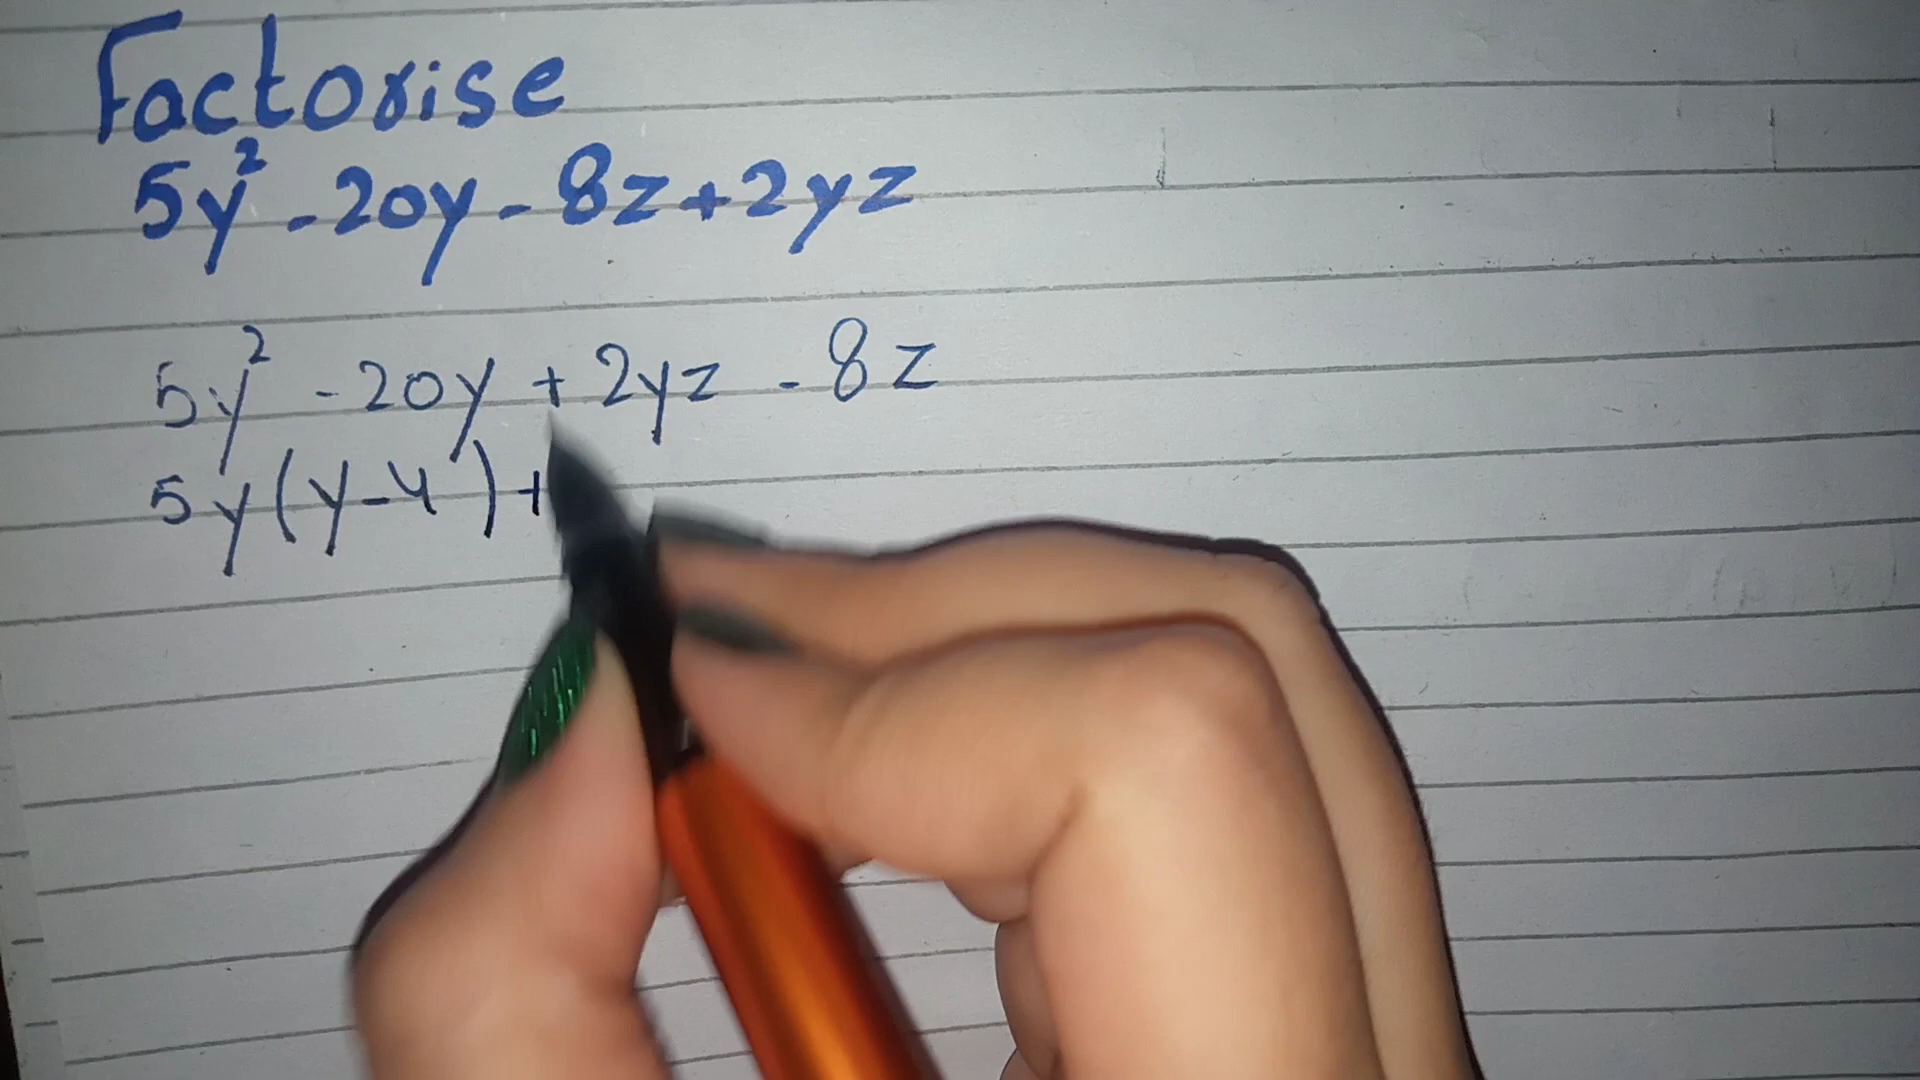 Factorise
5y² - 20y - 8z + 2yz
5y² - 20y + 2yz - 8z
5y(y-4) +